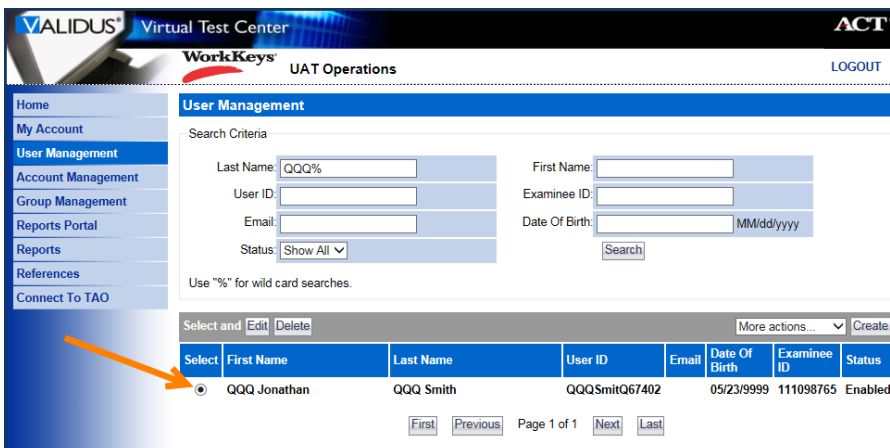 VALIDUS® Virtual Test Center ACT
WorkKeys® UAT Operations LOGOUT
Home
My Account
User Management
Account Management
Group Management
Reports Portal
Reports
References
Connect To TAO
User Management
Search Criteria
Last Name: QQQ% First Name:
User ID: Examinee ID:
Email: Date Of Birth: MM/dd/yyyy
Status: Show All Search
Use "%" for wild card searches.
Select and Edit Delete More actions... Create
Select First Name Last Name User ID Email Date Of Birth Examinee ID Status
QQQ Jonathan QQQ Smith QQQSmitQ67402 05/23/9999 111098765 Enabled
First Previous Page 1 of 1 Next Last